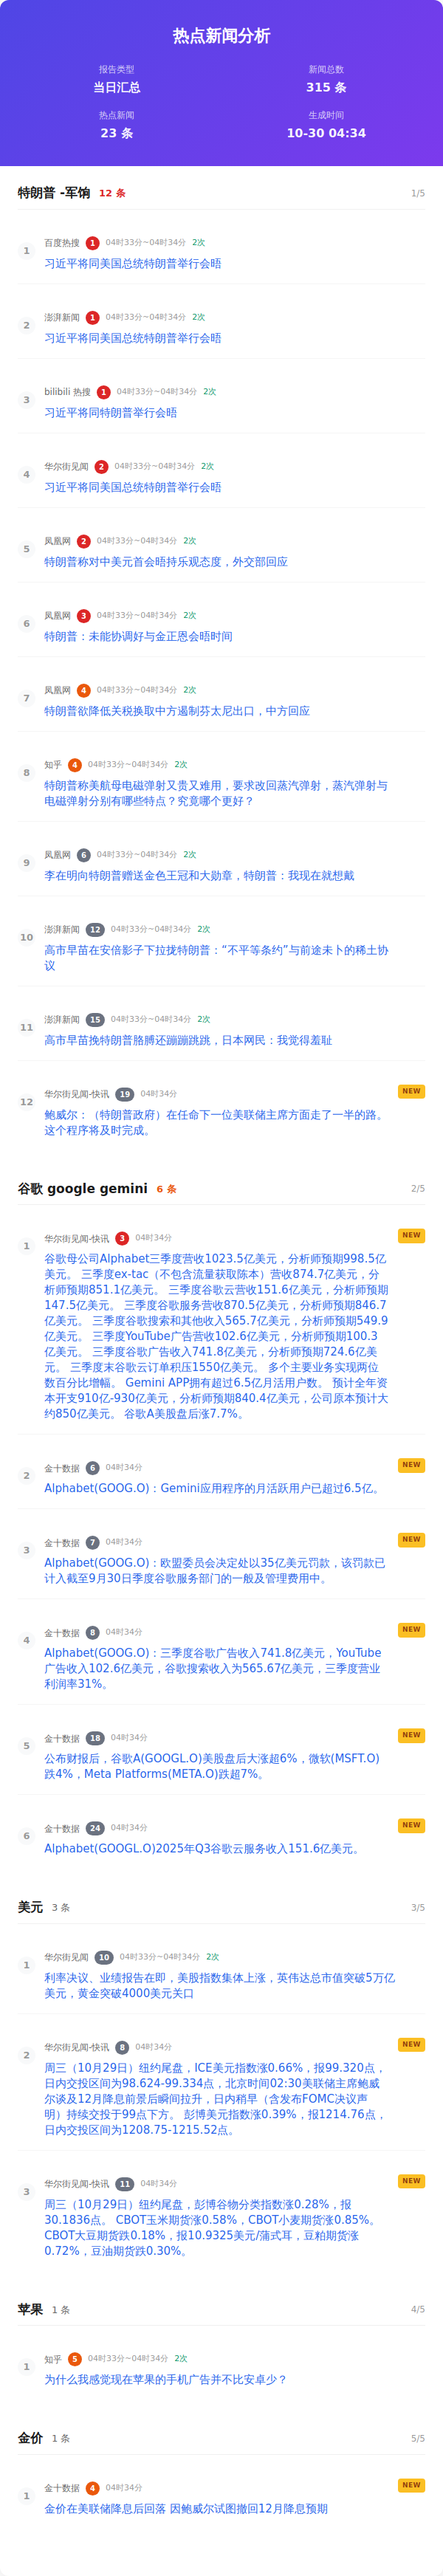 热点新闻分析
报告类型
当日汇总
新闻总数
315 条
热点新闻
23 条
生成时间
10-30 04:34
特朗普 -军饷 12 条 1/5
1
百度热搜 1 04时33分~04时34分 2次
习近平将同美国总统特朗普举行会晤
2
澎湃新闻 1 04时33分~04时34分 2次
习近平将同美国总统特朗普举行会晤
3
bilibili 热搜 1 04时33分~04时34分 2次
习近平将同特朗普举行会晤
4
华尔街见闻 2 04时33分~04时34分 2次
习近平将同美国总统特朗普举行会晤
5
凤凰网 2 04时33分~04时34分 2次
特朗普称对中美元首会晤持乐观态度，外交部回应
6
凤凰网 3 04时33分~04时34分 2次
特朗普：未能协调好与金正恩会晤时间
7
凤凰网 4 04时33分~04时34分 2次
特朗普欲降低关税换取中方遏制芬太尼出口，中方回应
8
知乎 4 04时33分~04时34分 2次
特朗普称美航母电磁弹射又贵又难用，要求改回蒸汽弹射，蒸汽弹射与
电磁弹射分别有哪些特点？究竟哪个更好？
9
凤凰网 6 04时33分~04时34分 2次
李在明向特朗普赠送金色王冠和大勋章，特朗普：我现在就想戴
10
澎湃新闻 12 04时33分~04时34分 2次
高市早苗在安倍影子下拉拢特朗普：“不平等条约”与前途未卜的稀土协
议
11
澎湃新闻 15 04时33分~04时34分 2次
高市早苗挽特朗普胳膊还蹦蹦跳跳，日本网民：我觉得羞耻
12
华尔街见闻-快讯 19 04时34分 NEW
鲍威尔：（特朗普政府）在任命下一位美联储主席方面走了一半的路。
这个程序将及时完成。
谷歌 google gemini 6 条 2/5
1
华尔街见闻-快讯 3 04时34分 NEW
谷歌母公司Alphabet三季度营收1023.5亿美元，分析师预期998.5亿
美元。 三季度ex-tac（不包含流量获取陈本）营收874.7亿美元，分
析师预期851.1亿美元。 三季度谷歌云营收151.6亿美元，分析师预期
147.5亿美元。 三季度谷歌服务营收870.5亿美元，分析师预期846.7
亿美元。 三季度谷歌搜索和其他收入565.7亿美元，分析师预期549.9
亿美元。 三季度YouTube广告营收102.6亿美元，分析师预期100.3
亿美元。 三季度谷歌广告收入741.8亿美元，分析师预期724.6亿美
元。 三季度末谷歌云订单积压1550亿美元。 多个主要业务实现两位
数百分比增幅。 Gemini APP拥有超过6.5亿月活用户数。 预计全年资
本开支910亿-930亿美元，分析师预期840.4亿美元，公司原本预计大
约850亿美元。 谷歌A美股盘后涨7.7%。
2
金十数据 6 04时34分 NEW
Alphabet(GOOG.O)：Gemini应用程序的月活跃用户已超过6.5亿。
3
金十数据 7 04时34分 NEW
Alphabet(GOOG.O)：欧盟委员会决定处以35亿美元罚款，该罚款已
计入截至9月30日季度谷歌服务部门的一般及管理费用中。
4
金十数据 8 04时34分 NEW
Alphabet(GOOG.O)：三季度谷歌广告收入741.8亿美元，YouTube
广告收入102.6亿美元，谷歌搜索收入为565.67亿美元，三季度营业
利润率31%。
5
金十数据 18 04时34分 NEW
公布财报后，谷歌A(GOOGL.O)美股盘后大涨超6%，微软(MSFT.O)
跌4%，Meta Platforms(META.O)跌超7%。
6
金十数据 24 04时34分 NEW
Alphabet(GOOGL.O)2025年Q3谷歌云服务收入151.6亿美元。
美元 3 条 3/5
1
华尔街见闻 10 04时33分~04时34分 2次
利率决议、业绩报告在即，美股指数集体上涨，英伟达总市值突破5万亿
美元，黄金突破4000美元关口
2
华尔街见闻-快讯 8 04时34分 NEW
周三（10月29日）纽约尾盘，ICE美元指数涨0.66%，报99.320点，
日内交投区间为98.624-99.334点，北京时间02:30美联储主席鲍威
尔谈及12月降息前景后瞬间拉升，日内稍早（含发布FOMC决议声
明）持续交投于99点下方。 彭博美元指数涨0.39%，报1214.76点，
日内交投区间为1208.75-1215.52点。
3
华尔街见闻-快讯 11 04时34分 NEW
周三（10月29日）纽约尾盘，彭博谷物分类指数涨0.28%，报
30.1836点。 CBOT玉米期货涨0.58%，CBOT小麦期货涨0.85%。
CBOT大豆期货跌0.18%，报10.9325美元/蒲式耳，豆粕期货涨
0.72%，豆油期货跌0.30%。
苹果 1 条 4/5
1
知乎 5 04时33分~04时34分 2次
为什么我感觉现在苹果的手机广告并不比安卓少？
金价 1 条 5/5
1
金十数据 4 04时34分 NEW
金价在美联储降息后回落 因鲍威尔试图撤回12月降息预期